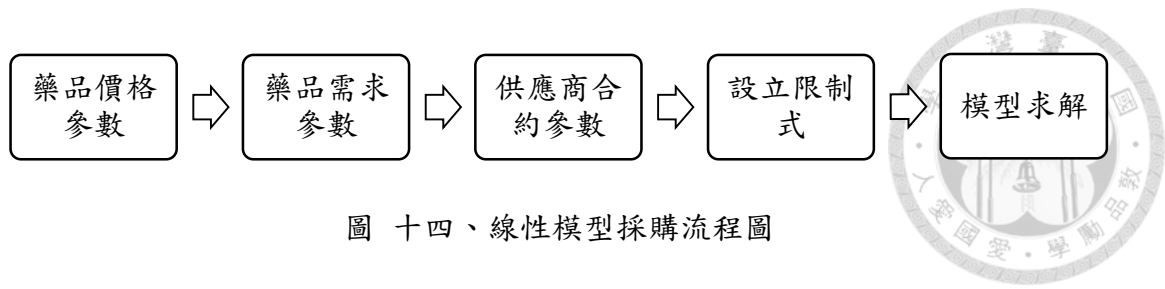 藥品價格
參數
藥品需求
參數
供應商合
約參數
設立限制
式
模型求解
圖 十四、線性模型採購流程圖